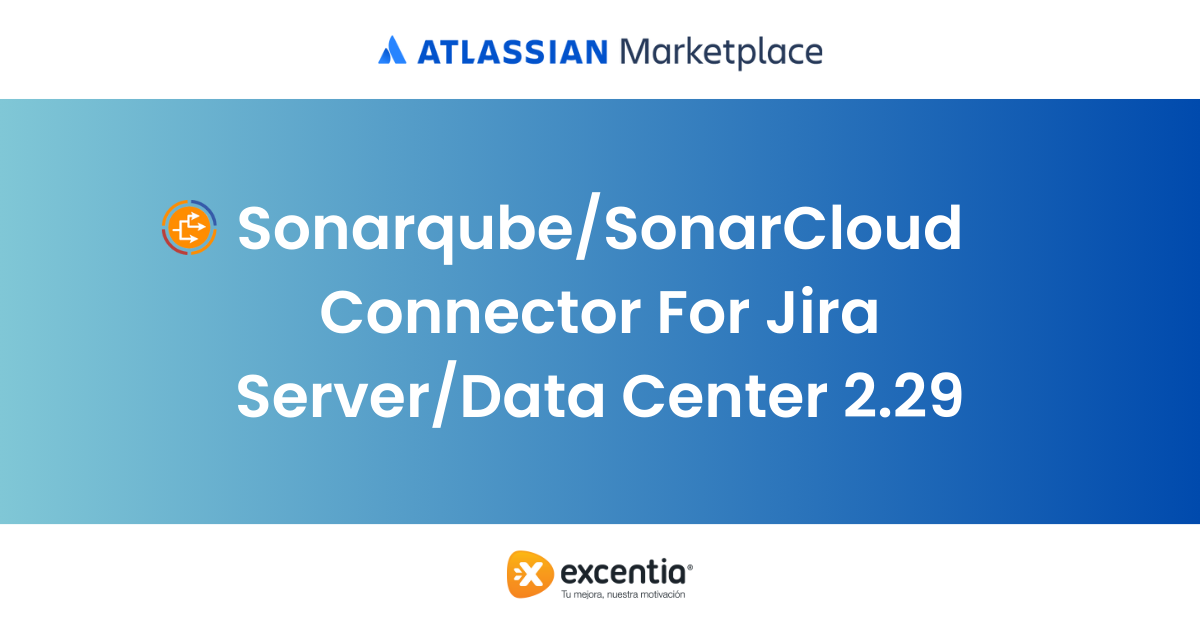 ATLASSIAN Marketplace
Sonarqube/SonarCloud
Connector For Jira
Server/Data Center 2.29
excentia®
Tu mejora, nuestra motivación